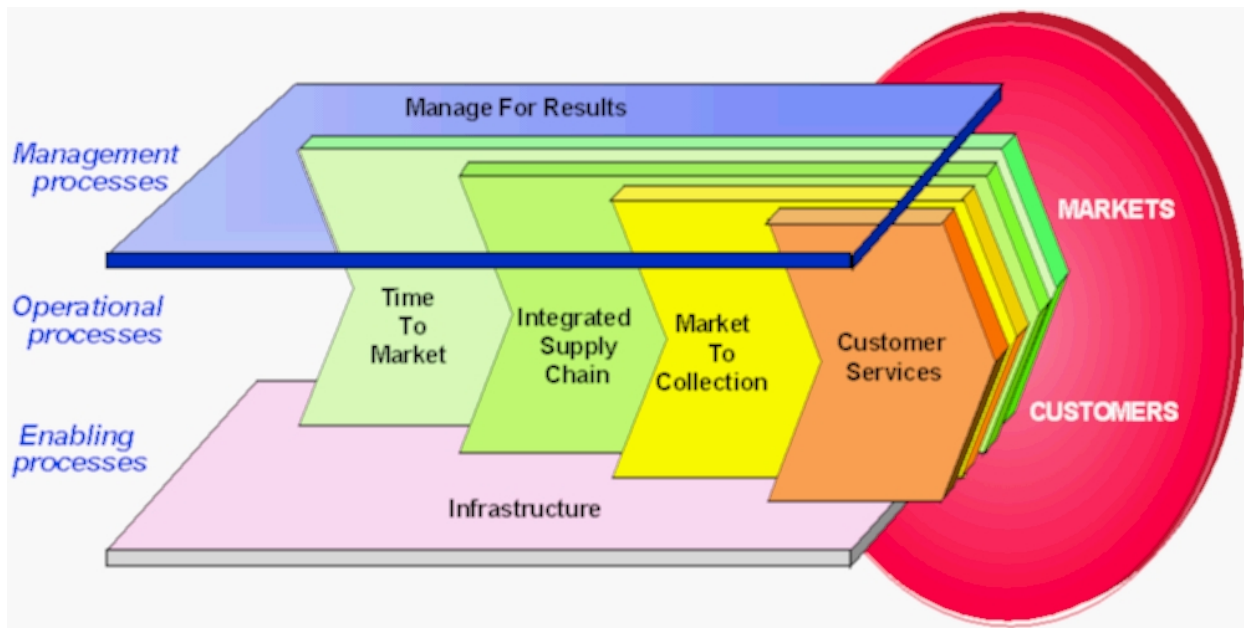 Manage For Results
Management
processes
MARKETS
Operational
processes
Time
To
Market
Integrated
Supply
Chain
Market
To
Collection
Customer
Services
CUSTOMERS
Enabling
processes
Infrastructure